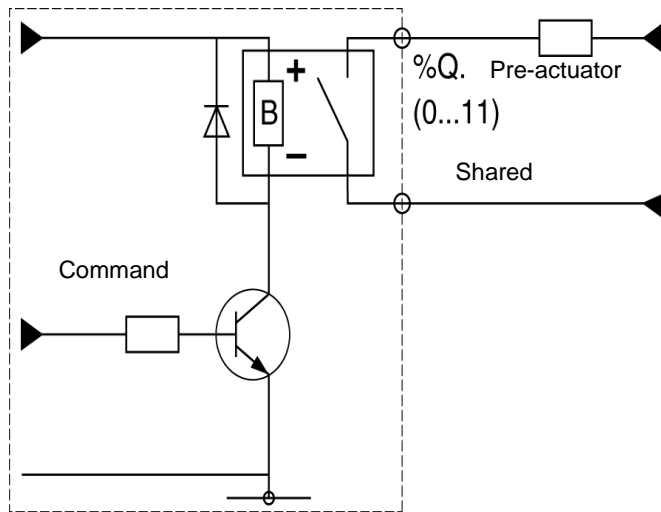 +
%Q.
Pre-actuator
B
(0...11)
−
Shared
Command